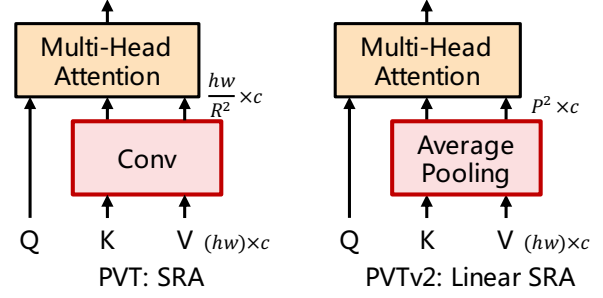 Multi-Head
Attention
hw/R² ×c
Conv
Q K V (hw)×c
PVT: SRA
Multi-Head
Attention
P² ×c
Average
Pooling
Q K V (hw)×c
PVTv2: Linear SRA